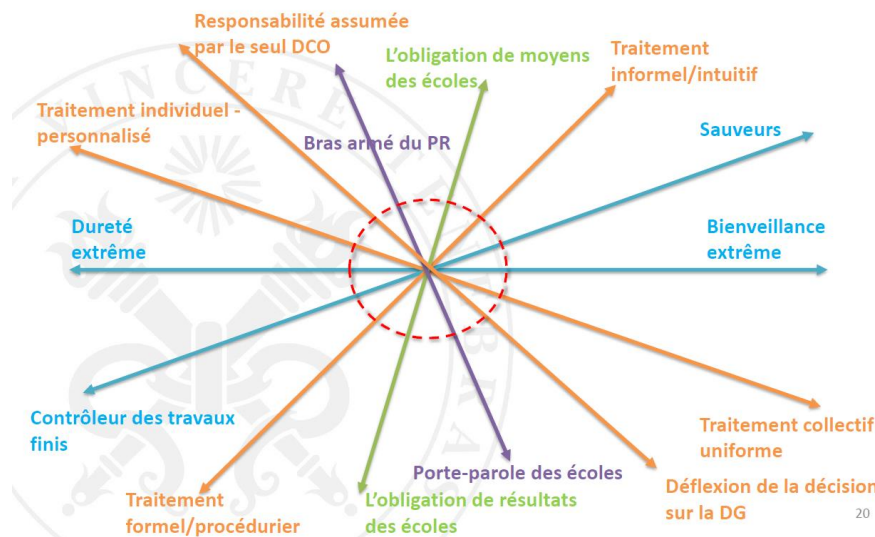 Responsabilité assumée
par le seul DCO
L'obligation de moyens
des écoles
Traitement
informel/intuitif
Traitement individuel -
personnalisé
Bras armé du PR
Sauveurs
Dureté
extrême
Bienveillance
extrême
Contrôleur des travaux
finis
Traitement collectif
uniforme
Porte-parole des écoles
Traitement
formel/procédurier
L'obligation de résultats
des écoles
Déflexion de la décision
sur la DG
20
VINCERE
TENEBRA